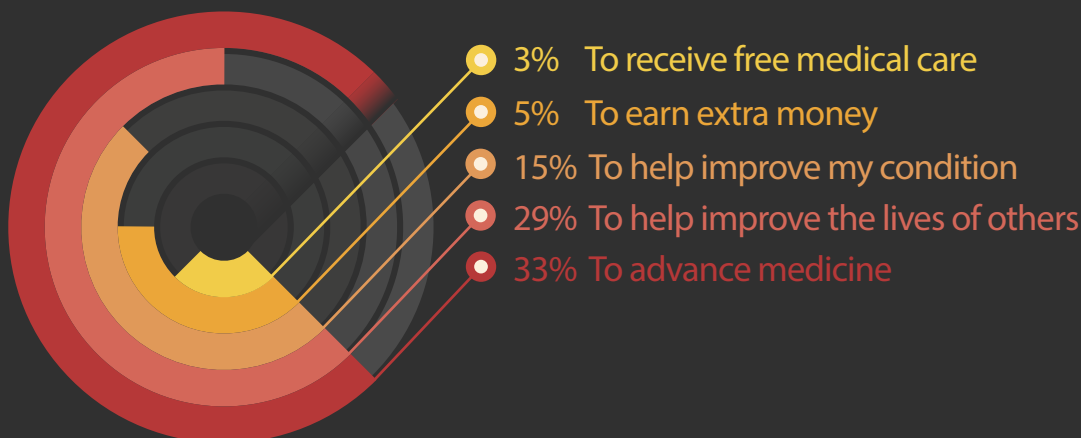 3% To receive free medical care
5% To earn extra money
15% To help improve my condition
29% To help improve the lives of others
33% To advance medicine